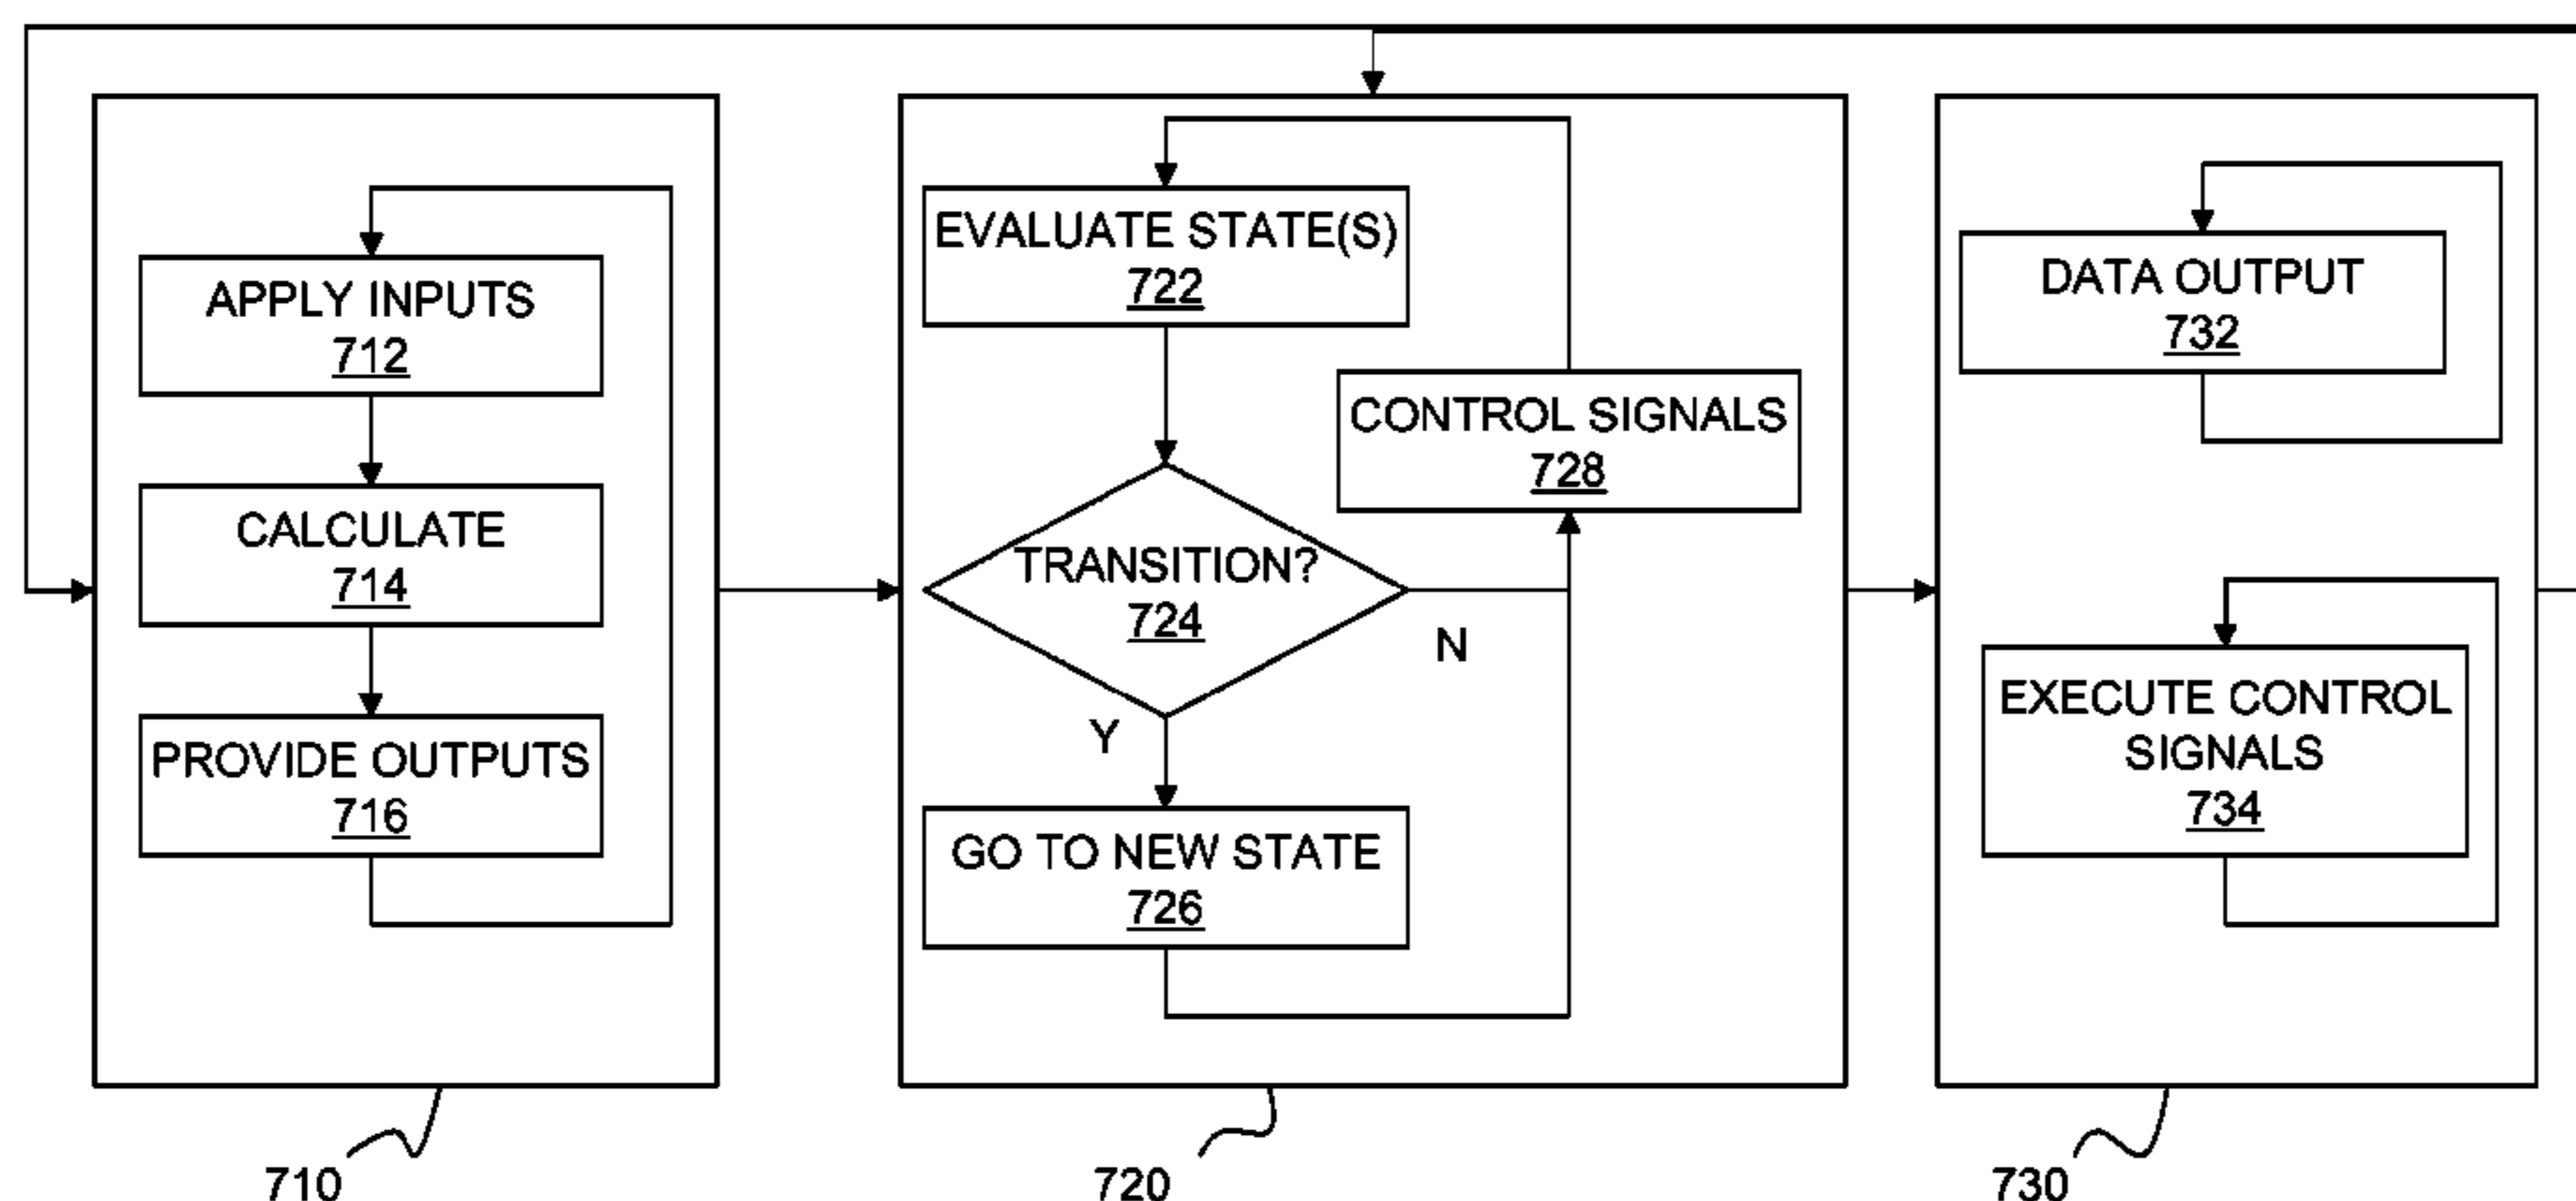 APPLY INPUTS
712
CALCULATE
714
PROVIDE OUTPUTS
716
710
EVALUATE STATE(S)
722
TRANSITION?
724
N
Y
GO TO NEW STATE
726
CONTROL SIGNALS
728
720
DATA OUTPUT
732
EXECUTE CONTROL
SIGNALS
734
730